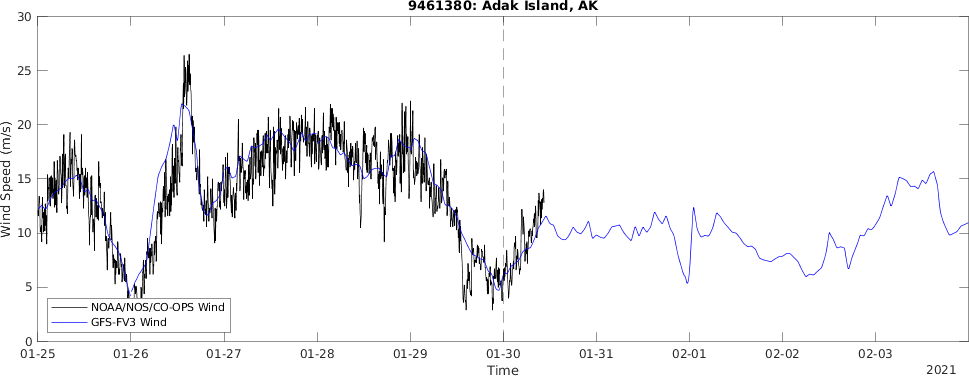 9461380: Adak Island, AK
30
25
20
15
10
5
0
Wind Speed (m/s)
NOAA/NOS/CO-OPS Wind
GFS-FV3 Wind
01-25 01-26 01-27 01-28 01-29 01-30 01-31 02-01 02-02 02-03
Time
2021